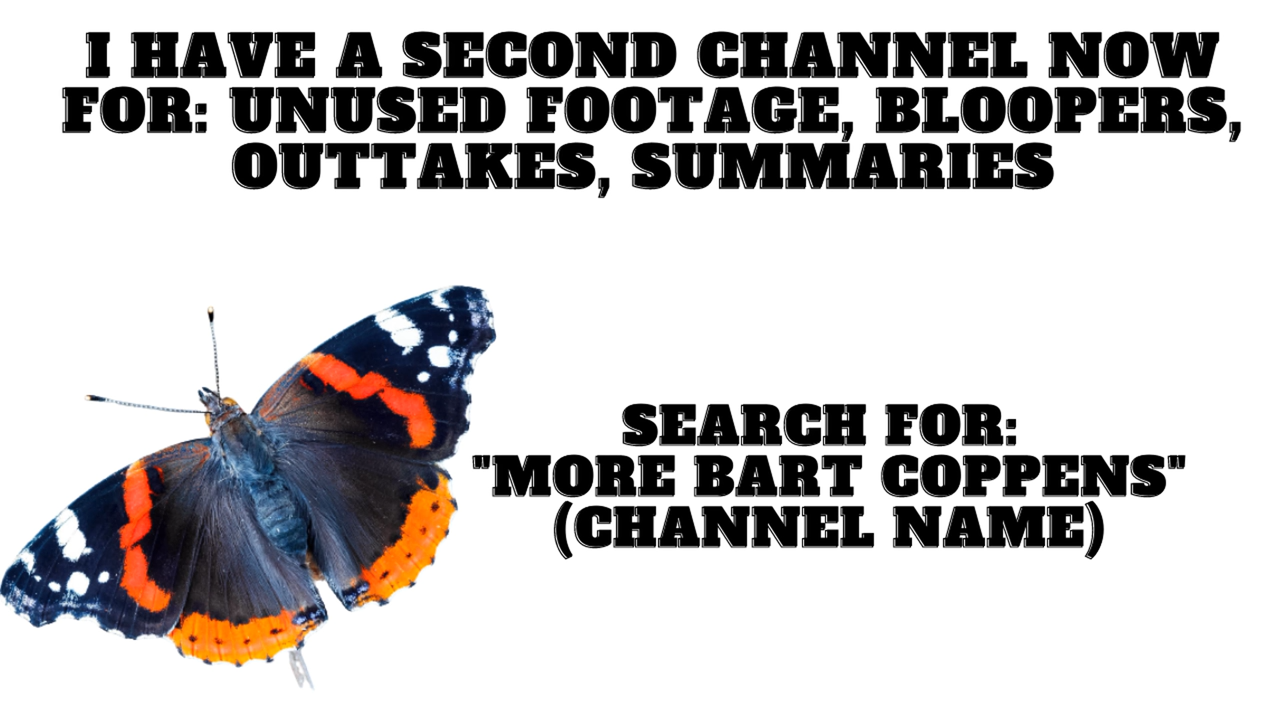 I HAVE A SECOND CHANNEL NOW
FOR: UNUSED FOOTAGE, BLOOPERS,
OUTTAKES, SUMMARIES
SEARCH FOR:
"MORE BART COPPENS"
(CHANNEL NAME)